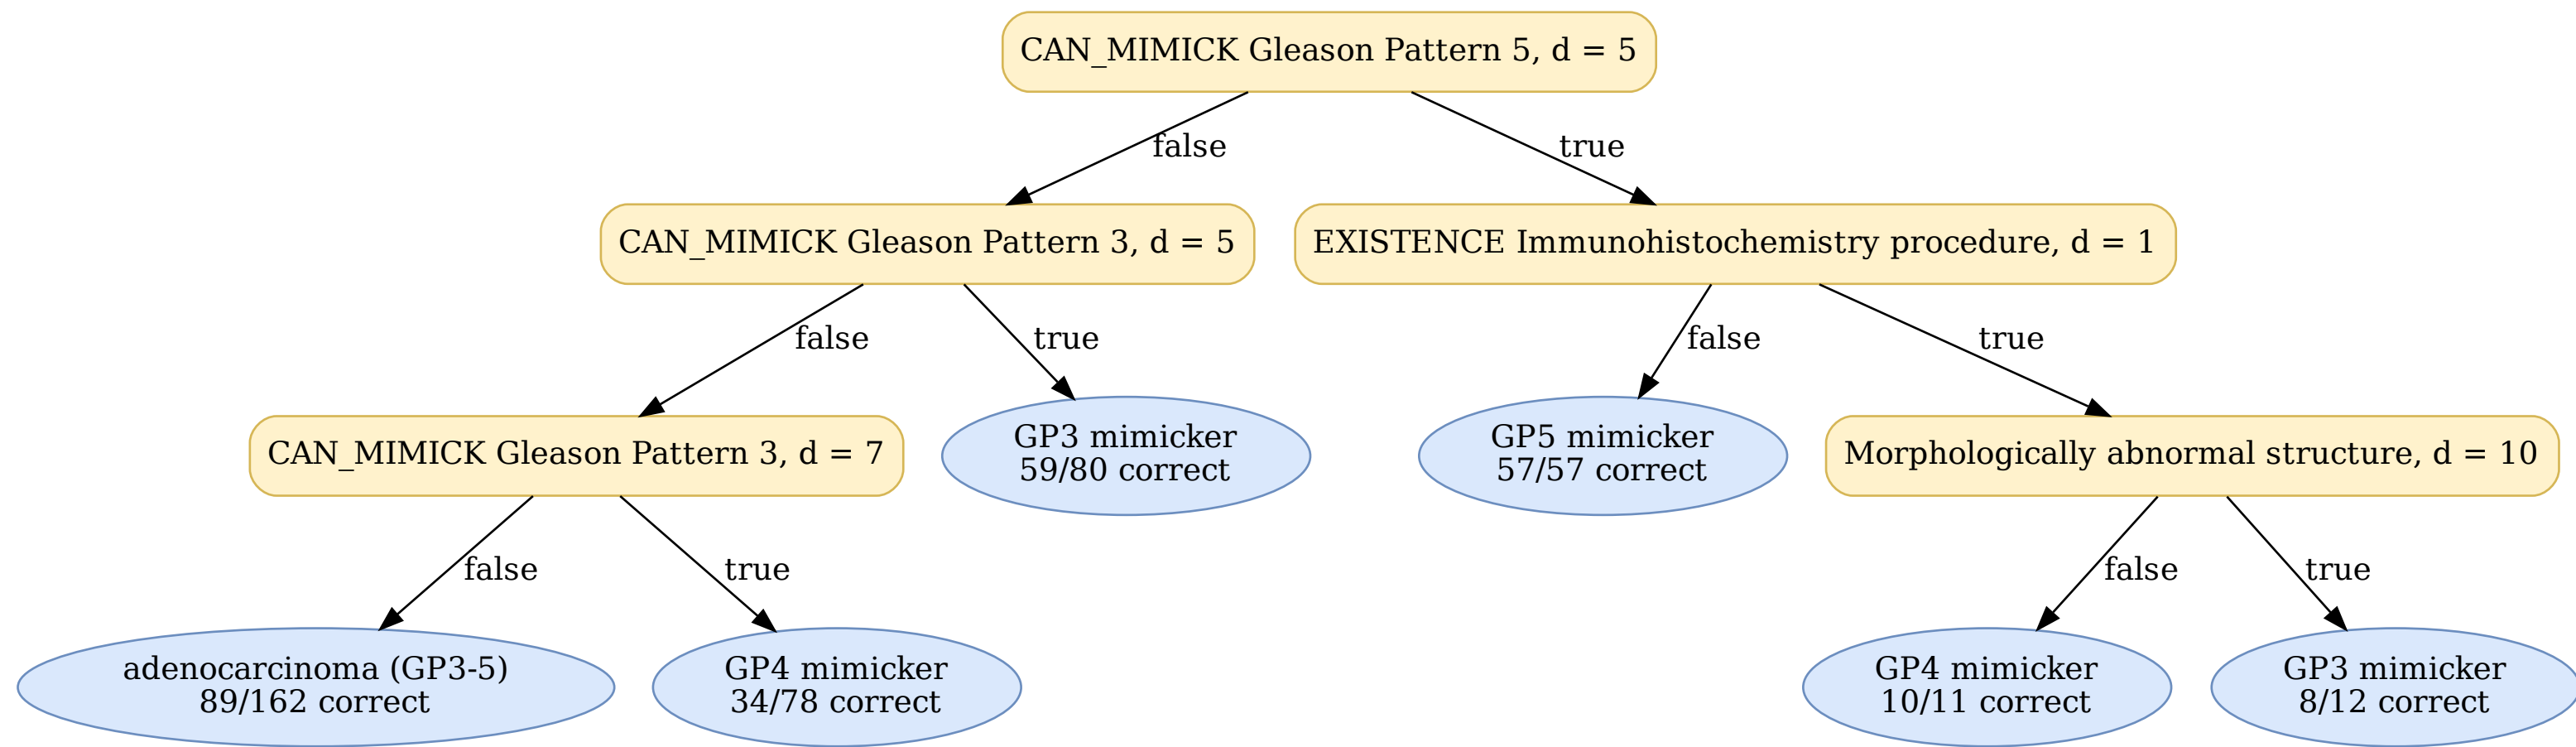 CAN_MIMICK Gleason Pattern 5, d = 5
false
true
CAN_MIMICK Gleason Pattern 3, d = 5
EXISTENCE Immunohistochemistry procedure, d = 1
false
true
false
true
CAN_MIMICK Gleason Pattern 3, d = 7
GP3 mimicker
59/80 correct
GP5 mimicker
57/57 correct
Morphologically abnormal structure, d = 10
false
true
false
true
adenocarcinoma (GP3-5)
89/162 correct
GP4 mimicker
34/78 correct
GP4 mimicker
10/11 correct
GP3 mimicker
8/12 correct